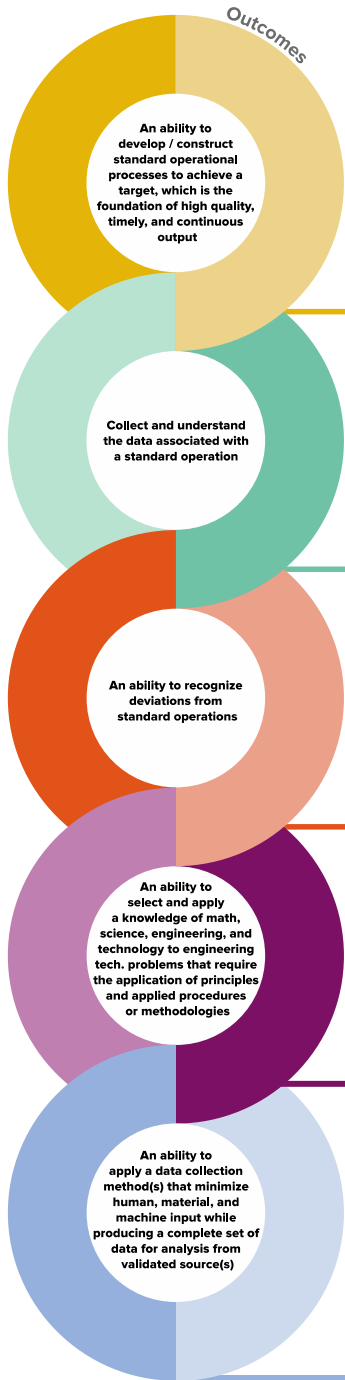 Outcomes
An ability to
develop / construct
standard operational
processes to achieve a
target, which is the
foundation of high quality,
timely, and continuous
output
Collect and understand
the data associated with
a standard operation
An ability to recognize
deviations from
standard operations
An ability to
select and apply
a knowledge of math,
science, engineering, and
technology to engineering
tech. problems that require
the application of principles
and applied procedures
or methodologies
An ability to
apply a data collection
method(s) that minimize
human, material, and
machine input while
producing a complete set of
data for analysis from
validated source(s)